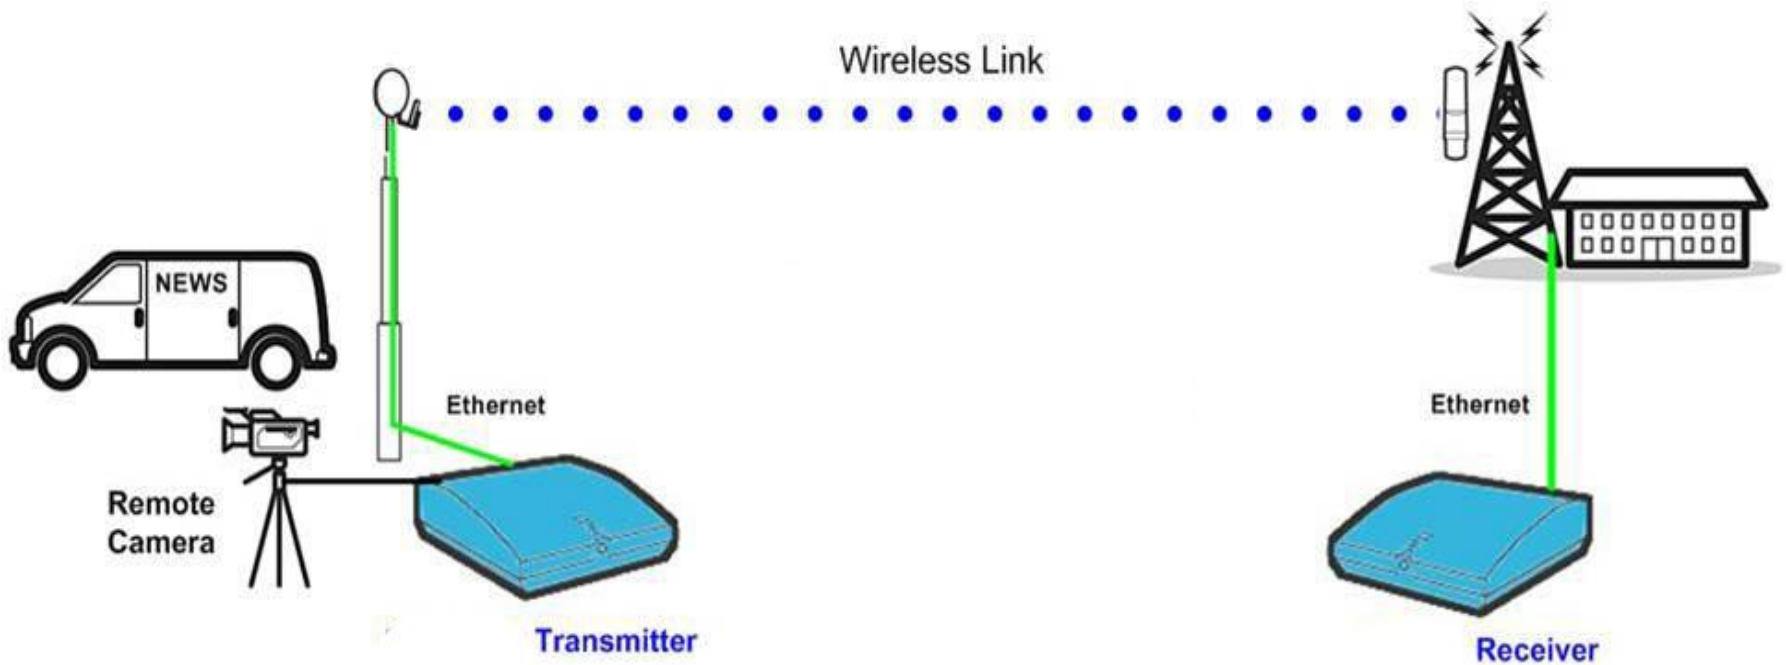 Wireless Link
NEWS
Ethernet
Ethernet
Remote
Camera
Transmitter
Receiver